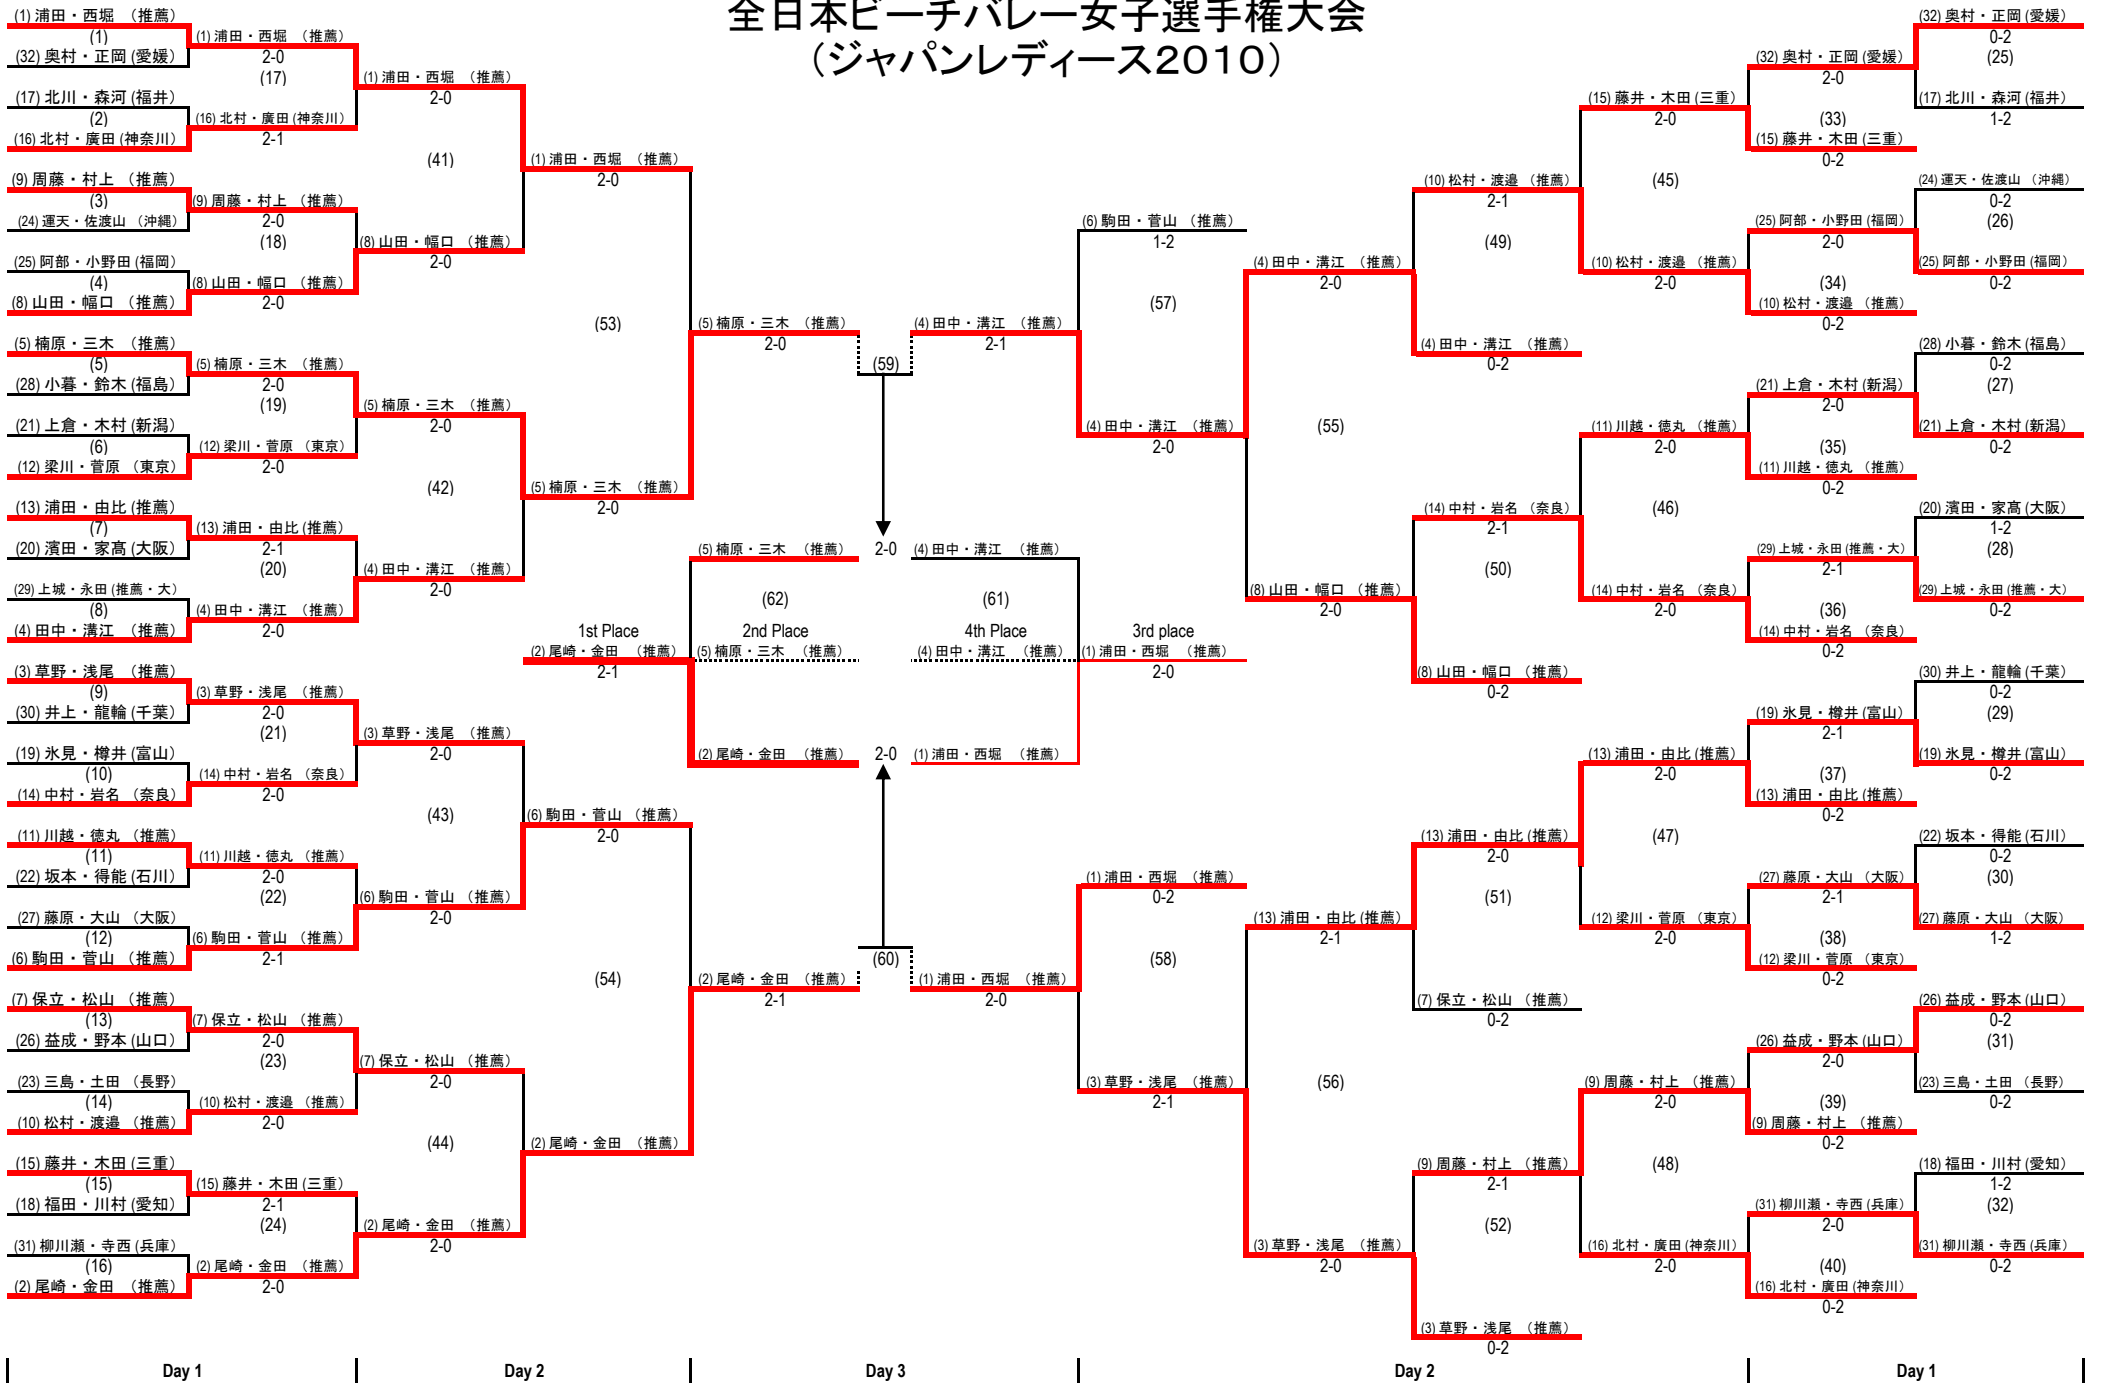 全日本ビーチバレー女子選手権大会
（ジャパンレディース2010）
(1) 浦田・西堀 （推薦）
(1)
(32) 奥村・正岡 (愛媛)
(17) 北川・森河 (福井)
(2)
(16) 北村・廣田 (神奈川)
(9) 周藤・村上 （推薦）
(3)
(24) 運天・佐渡山 （沖縄）
(25) 阿部・小野田 (福岡)
(4)
(8) 山田・幅口 （推薦）
(5) 楠原・三木 （推薦）
(5)
(28) 小暮・鈴木 (福島)
(21) 上倉・木村 (新潟)
(6)
(12) 梁川・菅原 （東京）
(13) 浦田・由比 (推薦)
(7)
(20) 濱田・家髙 (大阪)
(29) 上城・永田 (推薦・大)
(8)
(4) 田中・溝江 （推薦）
(3) 草野・浅尾 （推薦）
(9)
(30) 井上・龍輪 (千葉)
(19) 氷見・樽井 (富山)
(10)
(14) 中村・岩名 （奈良）
(11) 川越・徳丸 （推薦）
(11)
(22) 坂本・得能 (石川)
(27) 藤原・大山 （大阪）
(12)
(6) 駒田・菅山 （推薦）
(7) 保立・松山 （推薦）
(13)
(26) 益成・野本 (山口)
(23) 三島・土田 （長野）
(14)
(10) 松村・渡邉 （推薦）
(15) 藤井・木田 (三重)
(15)
(18) 福田・川村 (愛知)
(31) 柳川瀬・寺西 (兵庫)
(16)
(2) 尾崎・金田 （推薦）
(1) 浦田・西堀 （推薦）
2-0
(17)
(16) 北村・廣田 (神奈川)
2-1
(9) 周藤・村上 （推薦）
2-0
(18)
(8) 山田・幅口 （推薦）
2-0
(5) 楠原・三木 （推薦）
2-0
(19)
(12) 梁川・菅原 （東京）
2-0
(13) 浦田・由比 (推薦)
2-1
(20)
(4) 田中・溝江 （推薦）
2-0
(3) 草野・浅尾 （推薦）
2-0
(21)
(14) 中村・岩名 （奈良）
2-0
(11) 川越・徳丸 （推薦）
2-0
(22)
(6) 駒田・菅山 （推薦）
2-1
(7) 保立・松山 （推薦）
2-0
(23)
(10) 松村・渡邉 （推薦）
2-0
(15) 藤井・木田 (三重)
2-1
(24)
(2) 尾崎・金田 （推薦）
2-0
(1) 浦田・西堀 （推薦）
2-0
(41)
(8) 山田・幅口 （推薦）
2-0
(5) 楠原・三木 （推薦）
2-0
(42)
(4) 田中・溝江 （推薦）
2-0
(3) 草野・浅尾 （推薦）
2-0
(43)
(6) 駒田・菅山 （推薦）
2-0
(7) 保立・松山 （推薦）
2-0
(44)
(2) 尾崎・金田 （推薦）
2-0
(1) 浦田・西堀 （推薦）
2-0
(53)
(5) 楠原・三木 （推薦）
2-0
1st Place
(2) 尾崎・金田 （推薦）
2-1
(6) 駒田・菅山 （推薦）
2-0
(54)
(2) 尾崎・金田 （推薦）
2-0
(5) 楠原・三木 （推薦）
2-0
(59)
(5) 楠原・三木 （推薦）
2-0
(62)
2nd Place
(5) 楠原・三木 （推薦）
(2) 尾崎・金田 （推薦）
2-0
(60)
(2) 尾崎・金田 （推薦）
2-1
(4) 田中・溝江 （推薦）
2-1
(4) 田中・溝江 （推薦）
(61)
4th Place
(4) 田中・溝江 （推薦）
(1) 浦田・西堀 （推薦）
(1) 浦田・西堀 （推薦）
2-0
(6) 駒田・菅山 （推薦）
1-2
(57)
(4) 田中・溝江 （推薦）
2-0
3rd place
(1) 浦田・西堀 （推薦）
2-0
(1) 浦田・西堀 （推薦）
0-2
(58)
(3) 草野・浅尾 （推薦）
2-1
(4) 田中・溝江 （推薦）
2-0
(55)
(8) 山田・幅口 （推薦）
2-0
(13) 浦田・由比 (推薦)
2-1
(56)
(3) 草野・浅尾 （推薦）
2-0
(10) 松村・渡邉 （推薦）
2-1
(49)
(4) 田中・溝江 （推薦）
0-2
(14) 中村・岩名 （奈良）
2-1
(50)
(8) 山田・幅口 （推薦）
0-2
(13) 浦田・由比 (推薦)
2-0
(51)
(7) 保立・松山 （推薦）
0-2
(9) 周藤・村上 （推薦）
2-1
(52)
(3) 草野・浅尾 （推薦）
0-2
(15) 藤井・木田 (三重)
2-0
(45)
(10) 松村・渡邉 （推薦）
2-0
(11) 川越・徳丸 （推薦）
2-0
(46)
(14) 中村・岩名 （奈良）
2-0
(13) 浦田・由比 (推薦)
2-0
(47)
(12) 梁川・菅原 （東京）
2-0
(9) 周藤・村上 （推薦）
2-0
(48)
(16) 北村・廣田 (神奈川)
2-0
(32) 奥村・正岡 (愛媛)
2-0
(33)
(15) 藤井・木田 (三重)
0-2
(25) 阿部・小野田 (福岡)
2-0
(34)
(10) 松村・渡邉 （推薦）
0-2
(21) 上倉・木村 (新潟)
2-0
(35)
(11) 川越・徳丸 （推薦）
0-2
(29) 上城・永田 (推薦・大)
2-1
(36)
(14) 中村・岩名 （奈良）
0-2
(19) 氷見・樽井 (富山)
2-1
(37)
(13) 浦田・由比 (推薦)
0-2
(27) 藤原・大山 （大阪）
2-1
(38)
(12) 梁川・菅原 （東京）
0-2
(26) 益成・野本 (山口)
2-0
(39)
(9) 周藤・村上 （推薦）
0-2
(31) 柳川瀬・寺西 (兵庫)
2-0
(40)
(16) 北村・廣田 (神奈川)
0-2
(32) 奥村・正岡 (愛媛)
0-2
(25)
(17) 北川・森河 (福井)
1-2
(24) 運天・佐渡山 （沖縄）
0-2
(26)
(25) 阿部・小野田 (福岡)
0-2
(28) 小暮・鈴木 (福島)
0-2
(27)
(21) 上倉・木村 (新潟)
0-2
(20) 濱田・家髙 (大阪)
1-2
(28)
(29) 上城・永田 (推薦・大)
0-2
(30) 井上・龍輪 (千葉)
0-2
(29)
(19) 氷見・樽井 (富山)
0-2
(22) 坂本・得能 (石川)
0-2
(30)
(27) 藤原・大山 （大阪）
1-2
(26) 益成・野本 (山口)
0-2
(31)
(23) 三島・土田 （長野）
0-2
(18) 福田・川村 (愛知)
1-2
(32)
(31) 柳川瀬・寺西 (兵庫)
0-2
Day 1
Day 2
Day 3
Day 2
Day 1